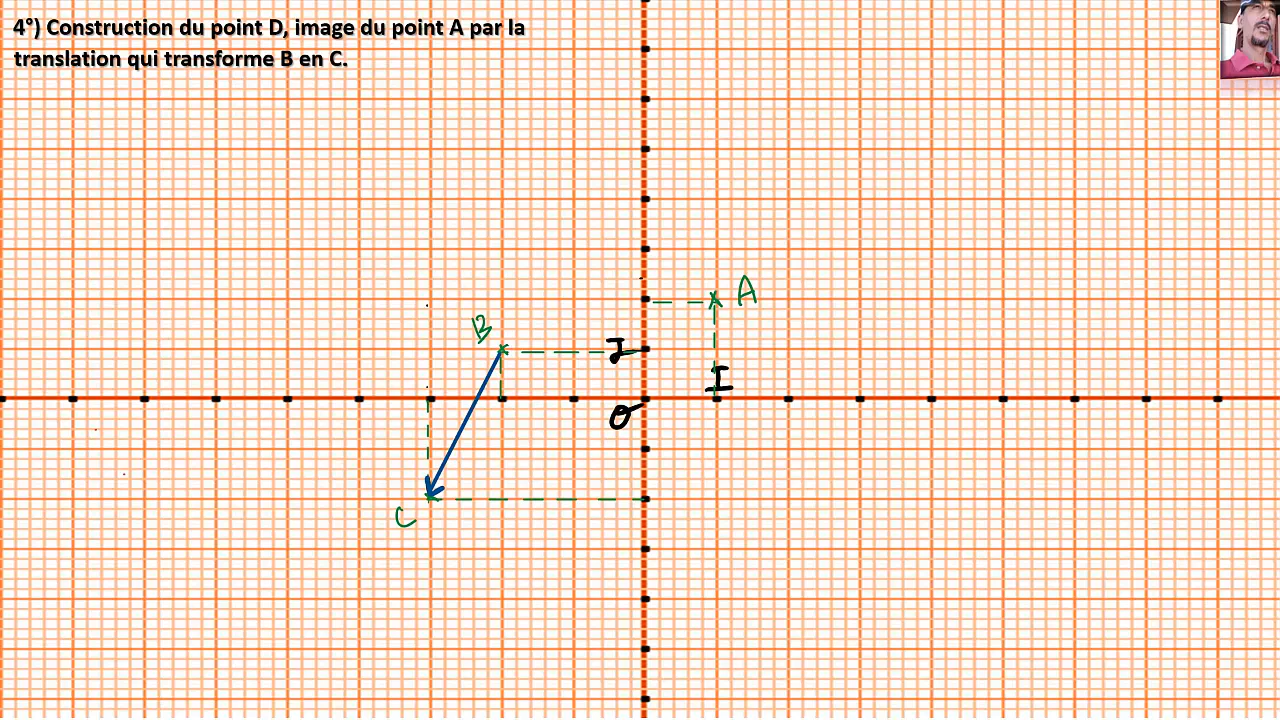 4°) Construction du point D, image du point A par la
translation qui transforme B en C.
A
B
J
I
O
C